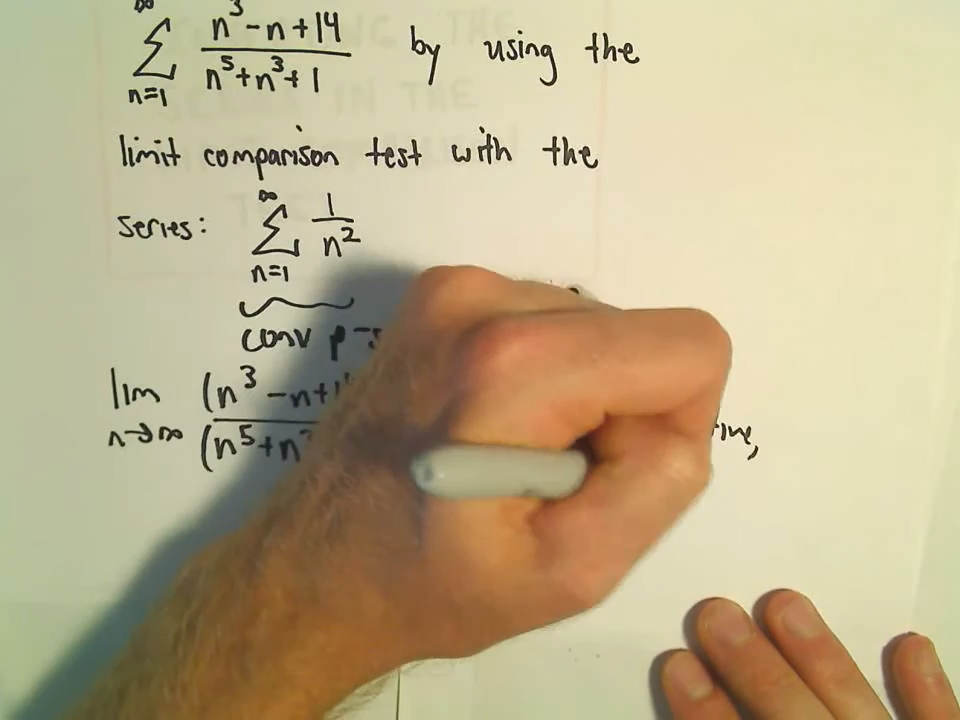 ∞ Σ n=1 n³-n+14 / n⁵+n³+1 by using the
limit comparison test with the
series: ∞ Σ n=1 1/n²
conv p-s
lim n→∞ (n³-n+1 / (n⁵+n